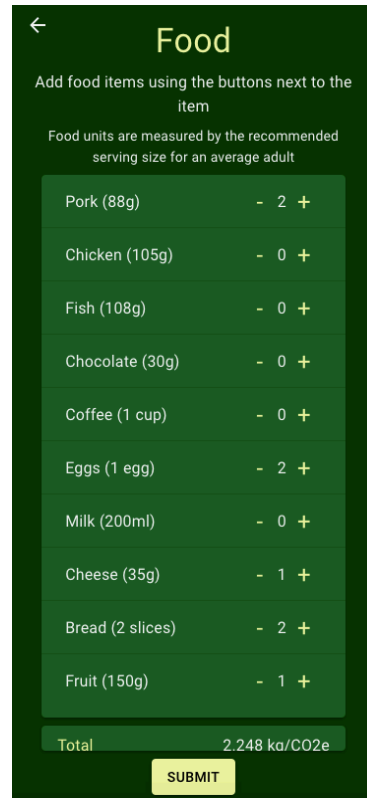 Food
Add food items using the buttons next to the
item
Food units are measured by the recommended
serving size for an average adult
Pork (88g) - 2 +
Chicken (105g) - 0 +
Fish (108g) - 0 +
Chocolate (30g) - 0 +
Coffee (1 cup) - 0 +
Eggs (1 egg) - 2 +
Milk (200ml) - 0 +
Cheese (35g) - 1 +
Bread (2 slices) - 2 +
Fruit (150g) - 1 +
Total 2.248 kg/CO2e
SUBMIT